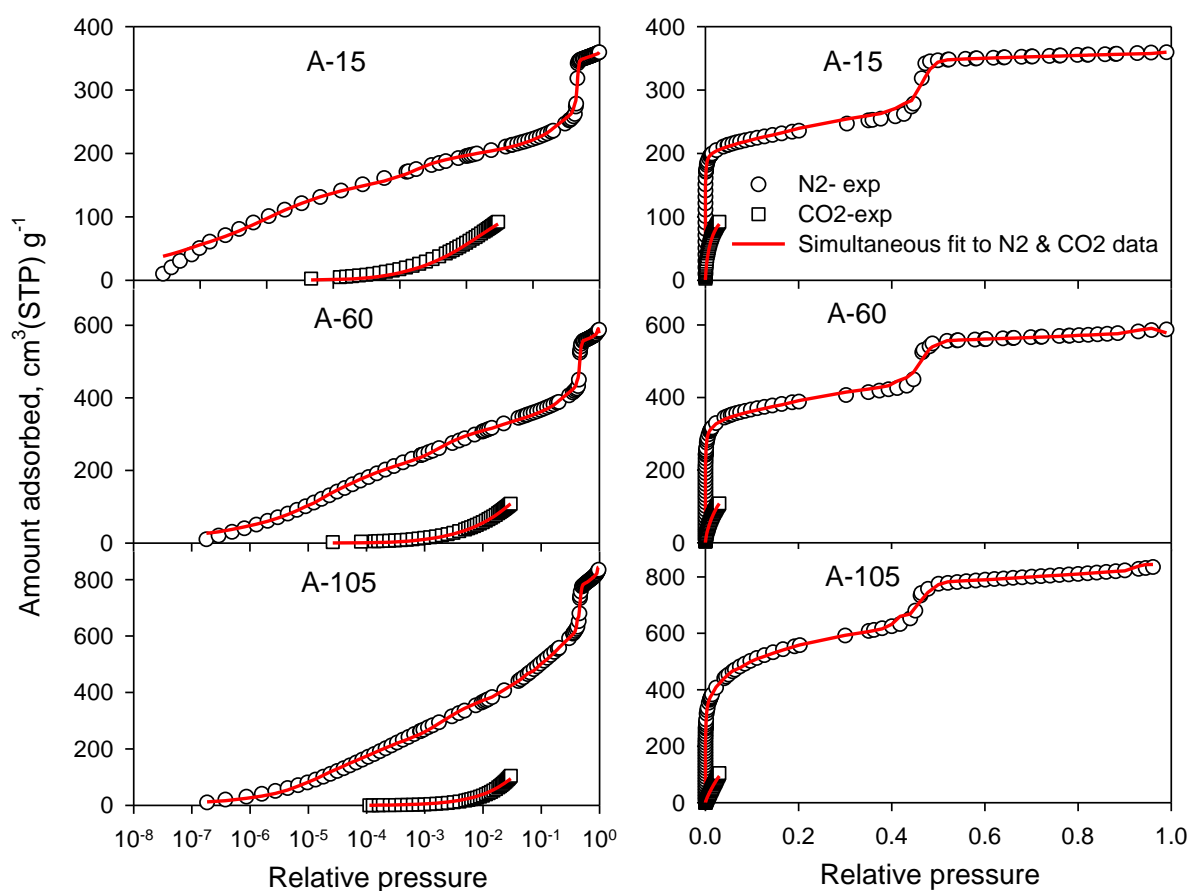 400
300
200
100
0
A-15
400
300
200
100
0
A-15
N2- exp
CO2-exp
Simultaneous fit to N2 & CO2 data
Amount adsorbed, cm³(STP) g⁻¹
600
400
200
0
A-60
600
400
200
0
A-60
800
600
400
200
0
A-105
800
600
400
200
0
A-105
10⁻⁸ 10⁻⁷ 10⁻⁶ 10⁻⁵ 10⁻⁴ 10⁻³ 10⁻² 10⁻¹ 10⁰
0.0 0.2 0.4 0.6 0.8 1.0
Relative pressure
Relative pressure